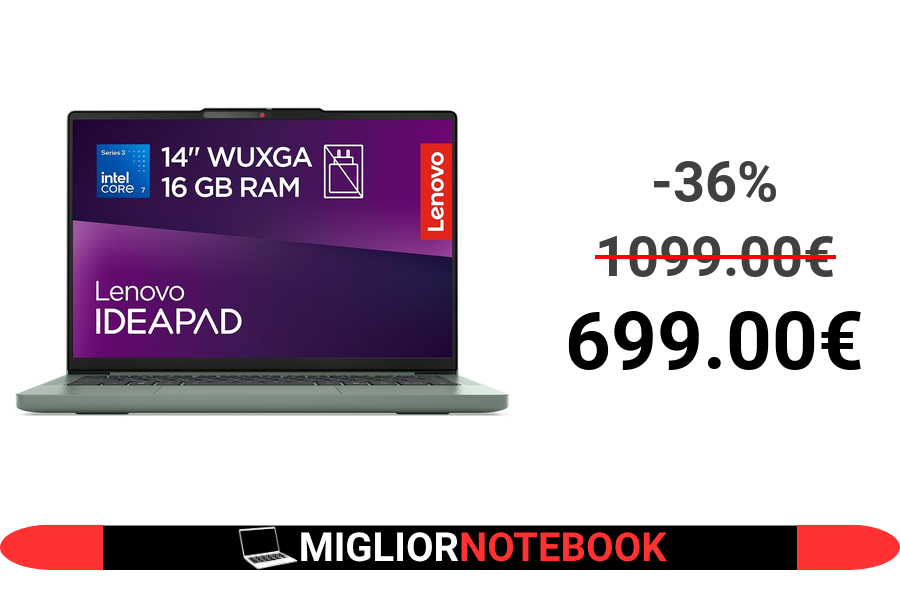 Series 3
intel
CORE 7
14" WUXGA
16 GB RAM
Lenovo
Lenovo
IDEAPAD
-36%
1099.00€
699.00€
MIGLIORNOTEBOOK